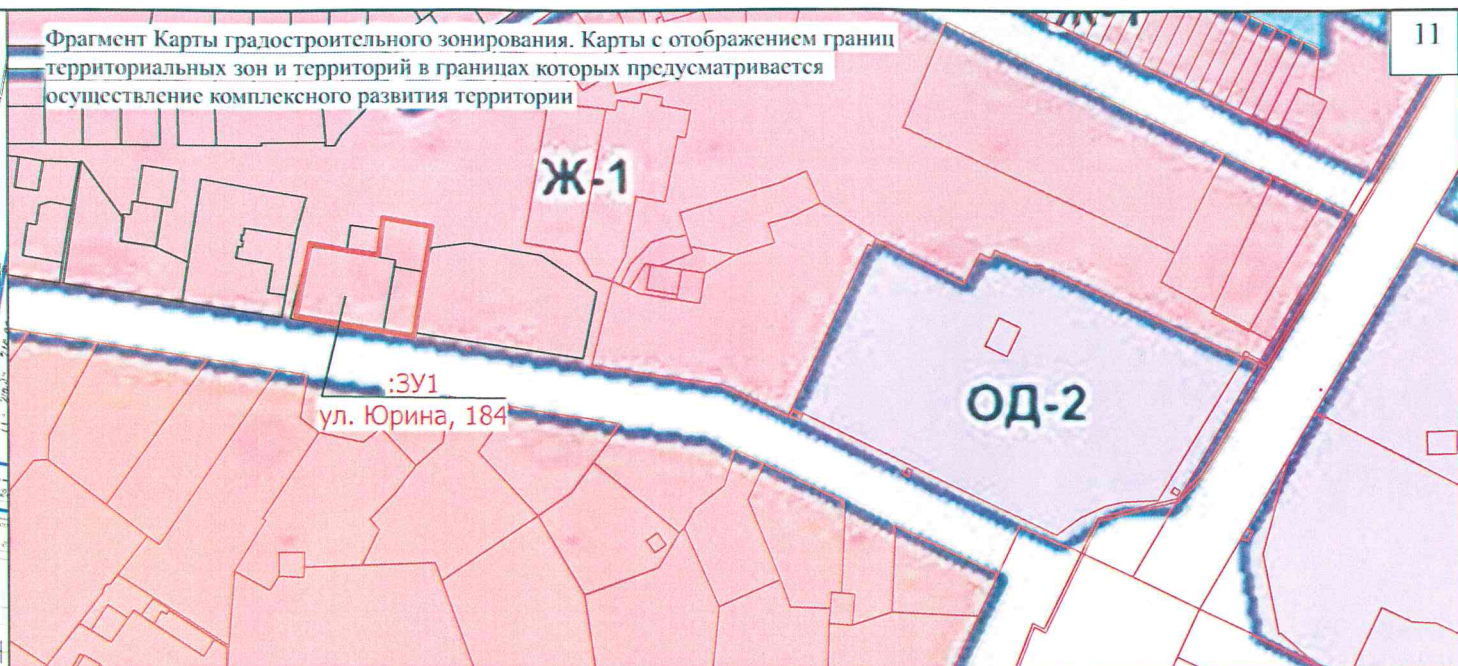 Фрагмент Карты градостроительного зонирования. Карты с отображением границ
территориальных зон и территорий в границах которых предусматривается
осуществление комплексного развития территории
11
Ж-1
:ЗУ1
ул. Юрина, 184
ОД-2